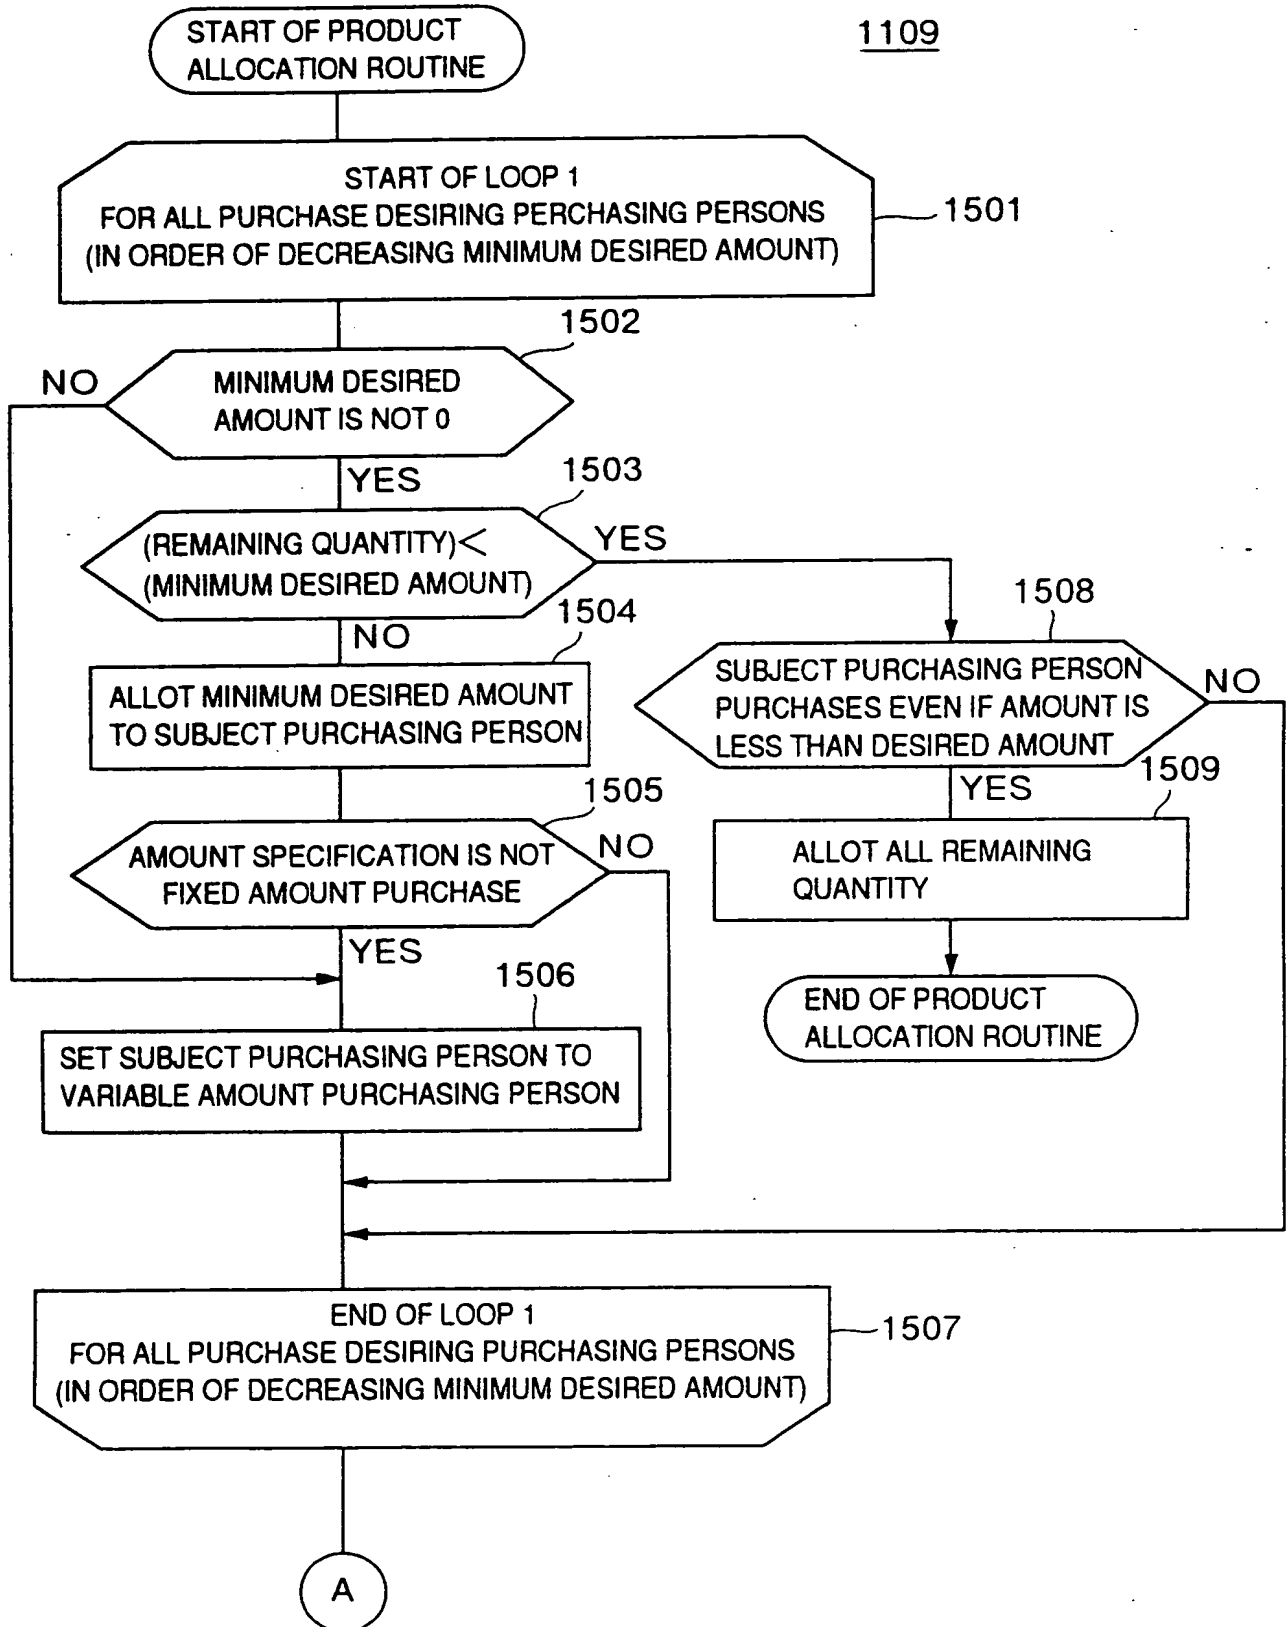 START OF PRODUCT
ALLOCATION ROUTINE
1109
START OF LOOP 1
FOR ALL PURCHASE DESIRING PERCHASING PERSONS
(IN ORDER OF DECREASING MINIMUM DESIRED AMOUNT)
1501
1502
NO
MINIMUM DESIRED
AMOUNT IS NOT 0
YES
1503
(REMAINING QUANTITY)<
(MINIMUM DESIRED AMOUNT)
YES
NO
1504
ALLOT MINIMUM DESIRED AMOUNT
TO SUBJECT PURCHASING PERSON
1508
SUBJECT PURCHASING PERSON
PURCHASES EVEN IF AMOUNT IS
LESS THAN DESIRED AMOUNT
NO
YES
1509
ALLOT ALL REMAINING
QUANTITY
END OF PRODUCT
ALLOCATION ROUTINE
1505
AMOUNT SPECIFICATION IS NOT
FIXED AMOUNT PURCHASE
NO
YES
1506
SET SUBJECT PURCHASING PERSON TO
VARIABLE AMOUNT PURCHASING PERSON
END OF LOOP 1
FOR ALL PURCHASE DESIRING PURCHASING PERSONS
(IN ORDER OF DECREASING MINIMUM DESIRED AMOUNT)
1507
A